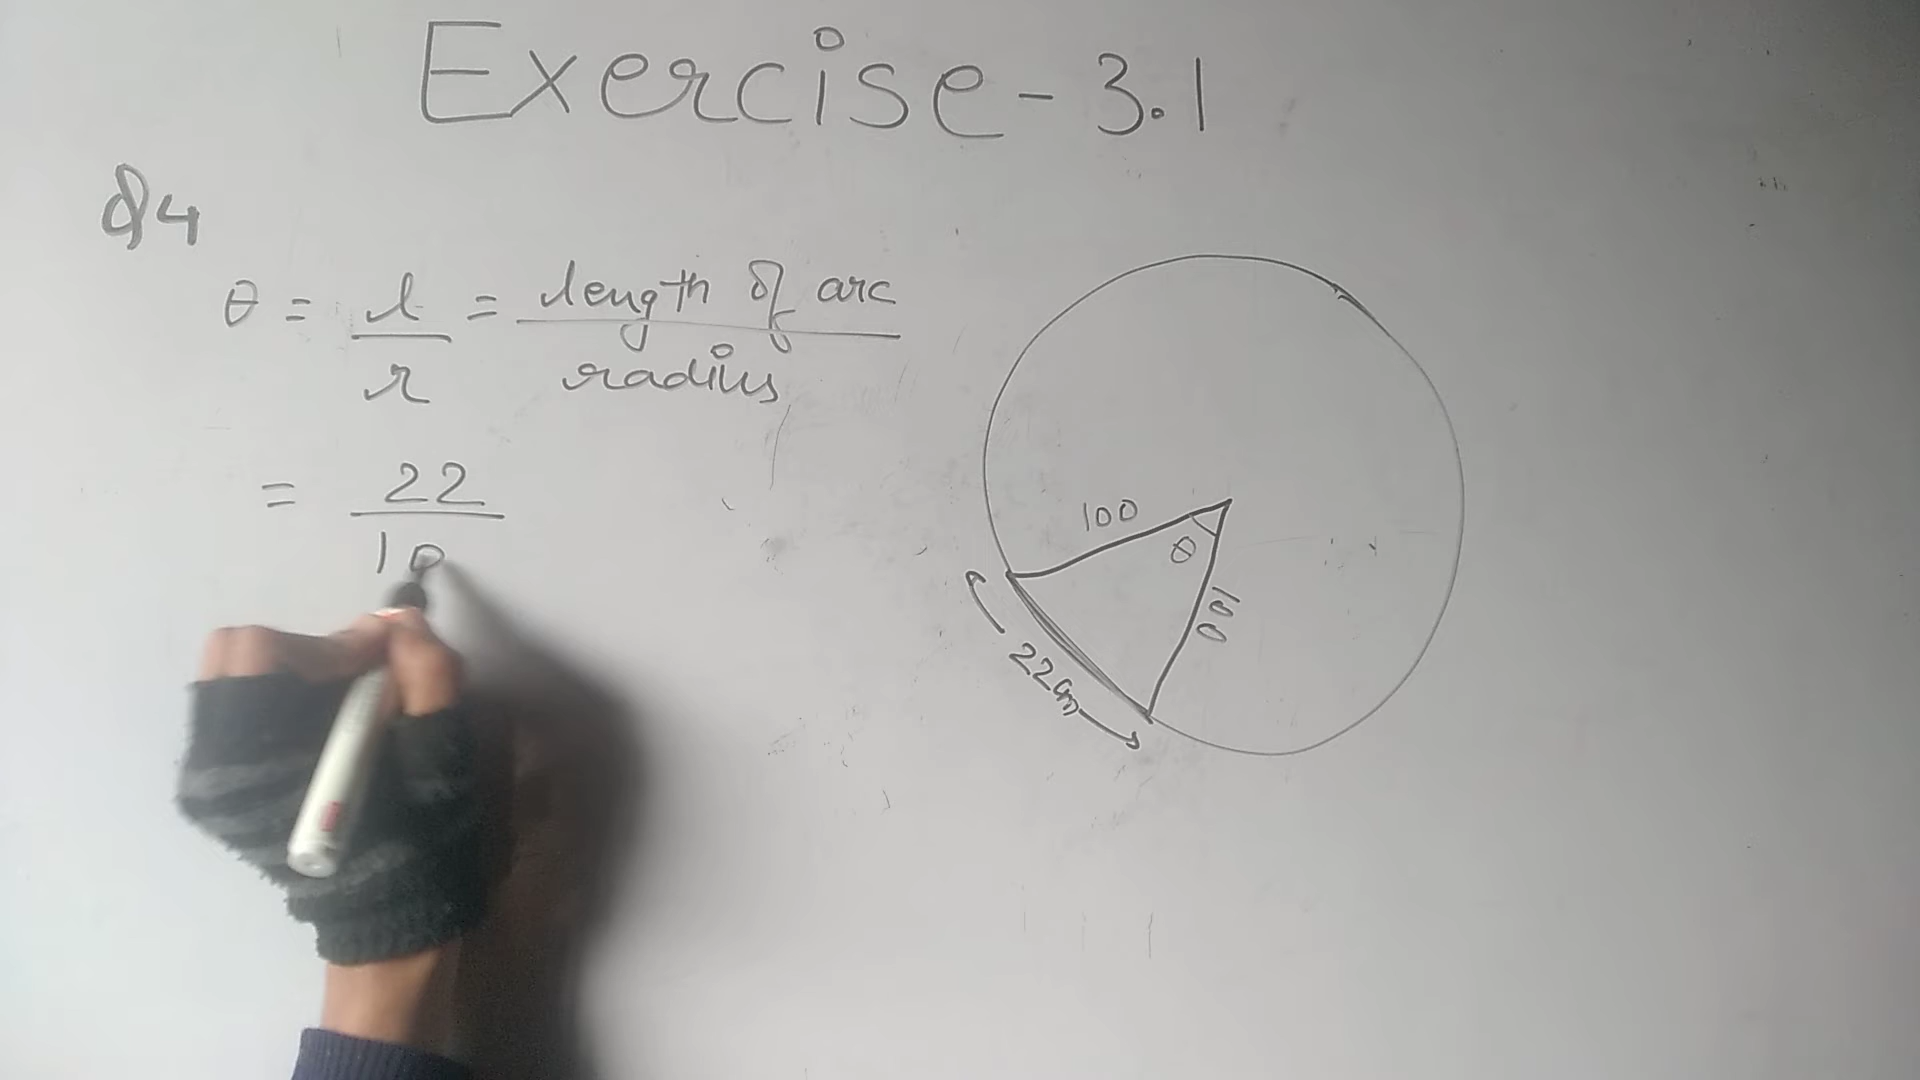 Exercise - 3.1
Q4
θ = l/r = length of arc/radius
= 22/10
100
θ
100
22cm